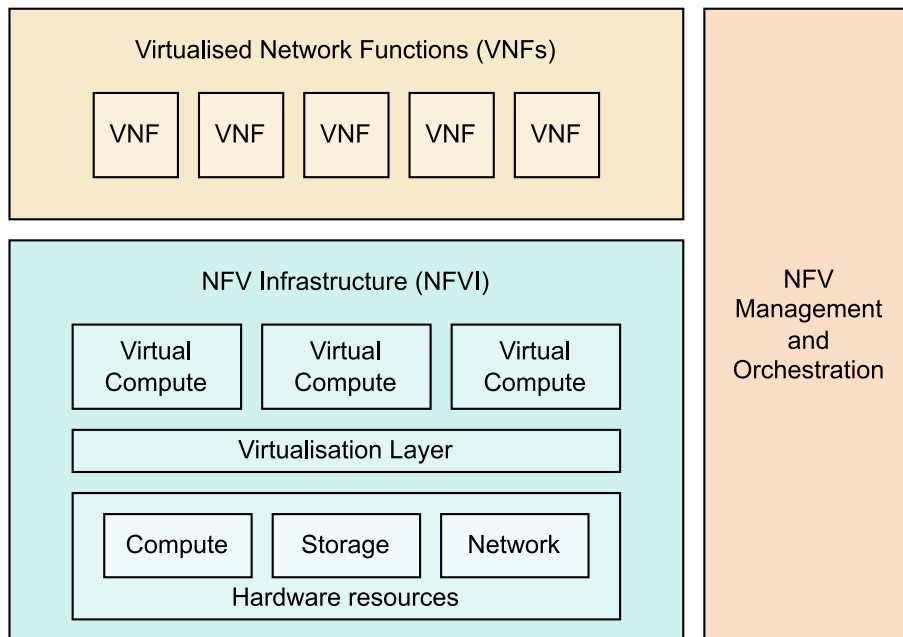 Virtualised Network Functions (VNFs)
VNF VNF VNF VNF VNF
NFV Infrastructure (NFVI)
Virtual Compute
Virtual Compute
Virtual Compute
Virtualisation Layer
Compute Storage Network
Hardware resources
NFV
Management
and
Orchestration